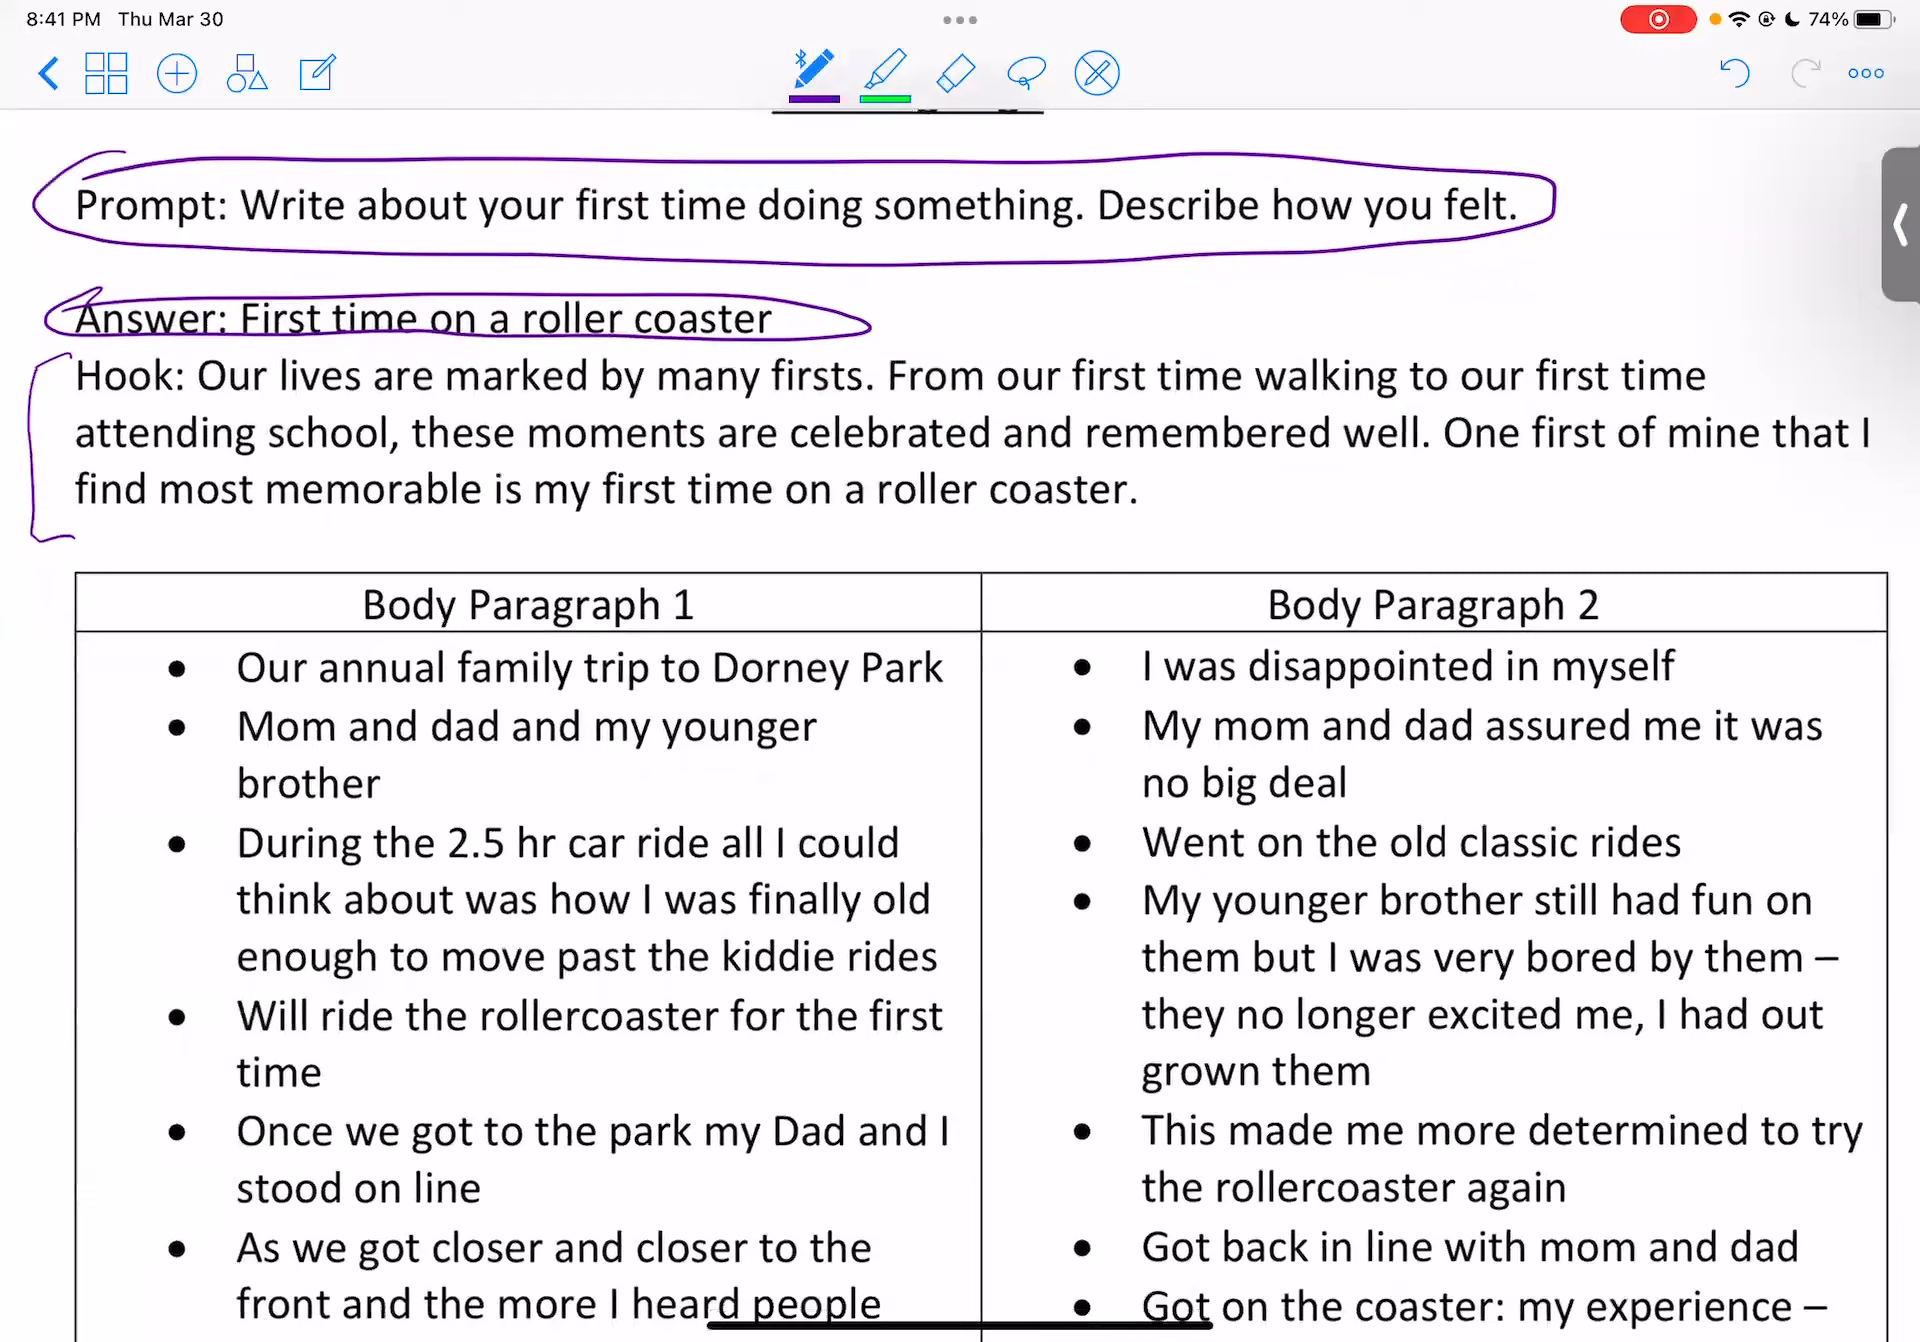 8:41 PM Thu Mar 30
74%
Prompt: Write about your first time doing something. Describe how you felt.
Answer: First time on a roller coaster
Hook: Our lives are marked by many firsts. From our first time walking to our first time
attending school, these moments are celebrated and remembered well. One first of mine that I
find most memorable is my first time on a roller coaster.
Body Paragraph 1
• Our annual family trip to Dorney Park
• Mom and dad and my younger
brother
• During the 2.5 hr car ride all I could
think about was how I was finally old
enough to move past the kiddie rides
• Will ride the rollercoaster for the first
time
• Once we got to the park my Dad and I
stood on line
• As we got closer and closer to the
front and the more I heard people
Body Paragraph 2
• I was disappointed in myself
• My mom and dad assured me it was
no big deal
• Went on the old classic rides
• My younger brother still had fun on
them but I was very bored by them –
they no longer excited me, I had out
grown them
• This made me more determined to try
the rollercoaster again
• Got back in line with mom and dad
• Got on the coaster: my experience –